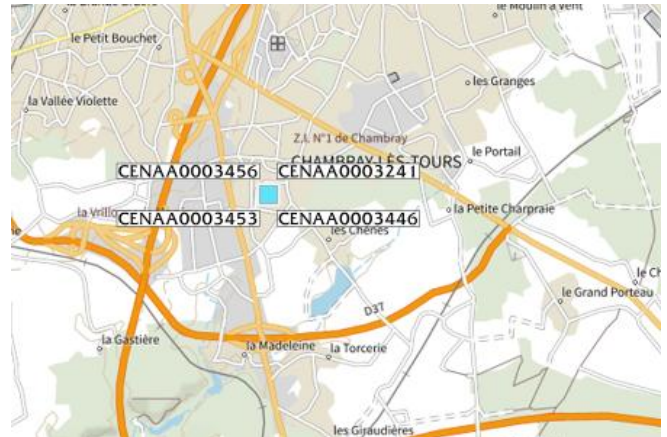 le Moulin à Vent
le Petit Bouchet
les Granges
la Vallée Violette
Z.I. N°1 de Chambray
CHAMBRAY-LÈS-TOURS
le Portail
CENAA0003456
CENAA0003241
la Petite Charpraie
CENAA0003453
CENAA0003446
les Chênes
le Grand Porteau
D37
la Gastière
la Madeleine
la Torcerie
les Giraudières